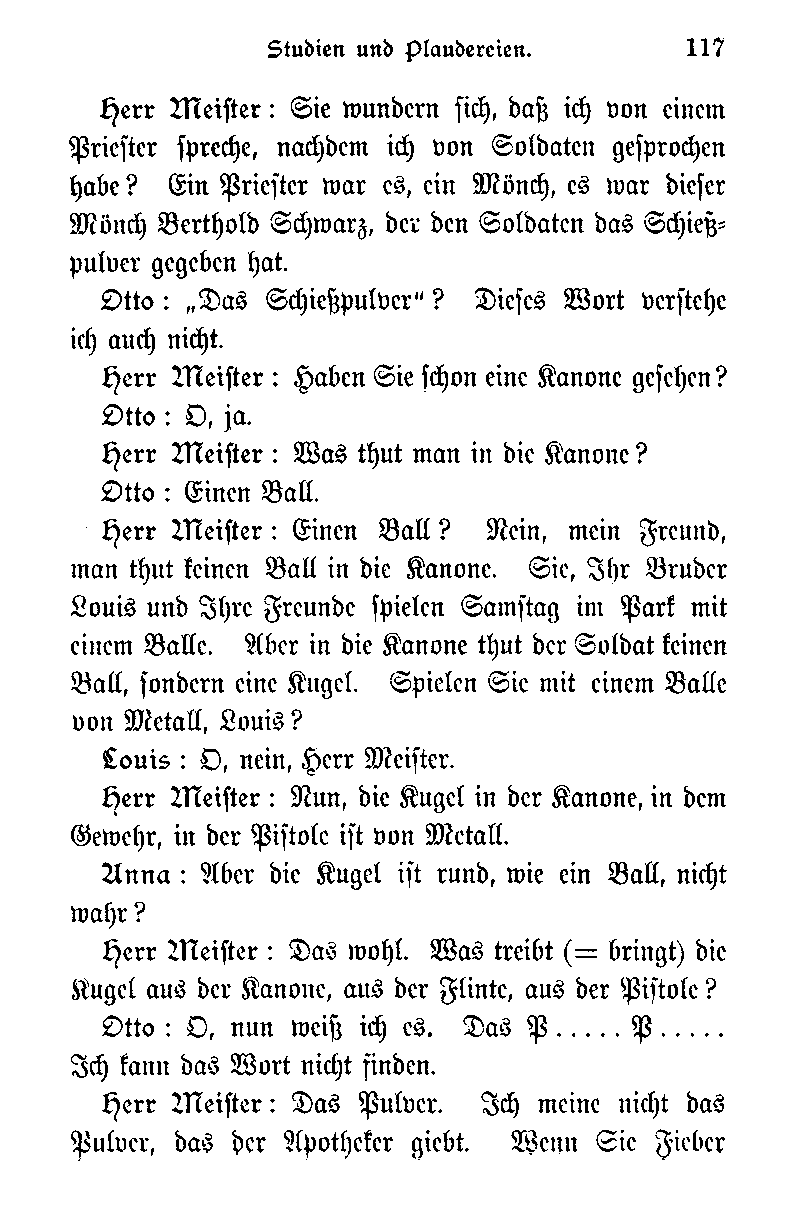 Studien und Plaudereien. 117
Herr Meister: Sie wundern sich, daß ich von einem
Priester spreche, nachdem ich von Soldaten gesprochen
habe? Ein Priester war es, ein Mönch, es war dieser
Mönch Berthold Schwarz, der den Soldaten das Schieß-
pulver gegeben hat.
Otto: „Das Schießpulver"? Dieses Wort verstehe
ich auch nicht.
Herr Meister: Haben Sie schon eine Kanone gesehen?
Otto: O, ja.
Herr Meister: Was thut man in die Kanone?
Otto: Einen Ball.
Herr Meister: Einen Ball? Nein, mein Freund,
man thut keinen Ball in die Kanone. Sie, Ihr Bruder
Louis und Ihre Freunde spielen Samstag im Park mit
einem Balle. Aber in die Kanone thut der Soldat keinen
Ball, sondern eine Kugel. Spielen Sie mit einem Balle
von Metall, Louis?
Louis: O, nein, Herr Meister.
Herr Meister: Nun, die Kugel in der Kanone, in dem
Gewehr, in der Pistole ist von Metall.
Anna: Aber die Kugel ist rund, wie ein Ball, nicht
wahr?
Herr Meister: Das wohl. Was treibt (= bringt) die
Kugel aus der Kanone, aus der Flinte, aus der Pistole?
Otto: O, nun weiß ich es. Das P..... P.....
Ich kann das Wort nicht finden.
Herr Meister: Das Pulver. Ich meine nicht das
Pulver, das der Apotheker giebt. Wenn Sie Fieber